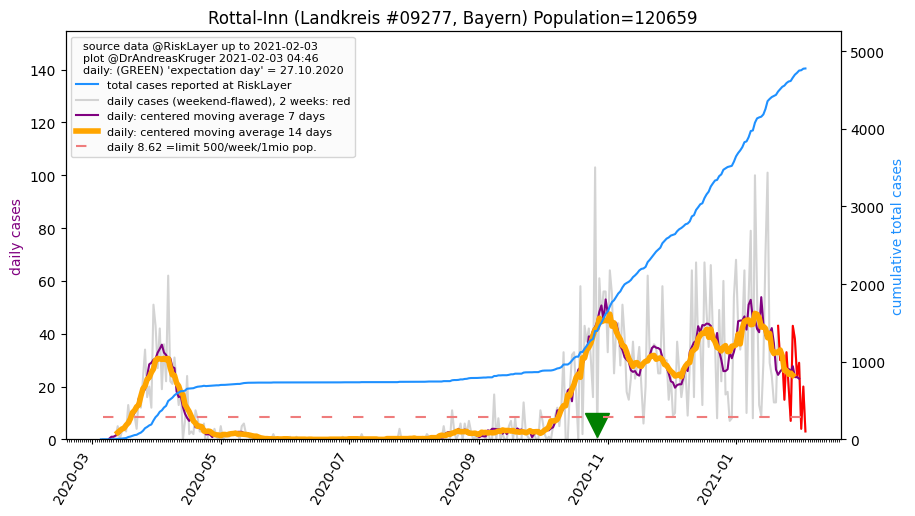 Rottal-Inn (Landkreis #09277, Bayern) Population=120659
source data @RiskLayer up to 2021-02-03
plot @DrAndreasKruger 2021-02-03 04:46
daily: (GREEN) 'expectation day' = 27.10.2020
total cases reported at RiskLayer
daily cases (weekend-flawed), 2 weeks: red
daily: centered moving average 7 days
daily: centered moving average 14 days
daily 8.62 =limit 500/week/1mio pop.
daily cases
140
120
100
80
60
40
20
0
cumulative total cases
5000
4000
3000
2000
1000
0
2020-03
2020-05
2020-07
2020-09
2020-11
2021-01